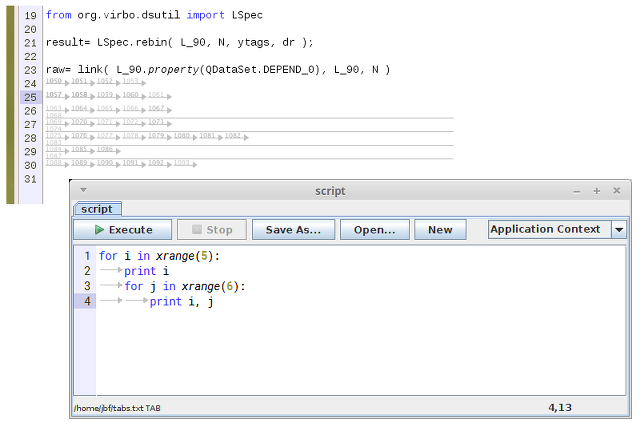 19 from org.virbo.dsutil import LSpec
20
21 result= LSpec.rebin( L_90, N, ytags, dr );
22
23 raw= link( L_90.property(QDataSet.DEPEND_0), L_90, N )
24 1050 1051 1052 1053
25 1057 1058 1059 1060 1061
26 1063 1064 1065 1066 1067
1068
27 1069 1070 1071 1072 1073
1074
28 1075 1076 1077 1078 1079 1080 1081 1082
1083
29 1084 1085 1086
1087
30 1088 1089 1090 1091 1092 1093
31
script
script
Execute Stop Save As... Open... New Application Context
1 for i in xrange(5):
2 print i
3 for j in xrange(6):
4 print i, j
/home/jbf/tabs.txt TAB 4,13